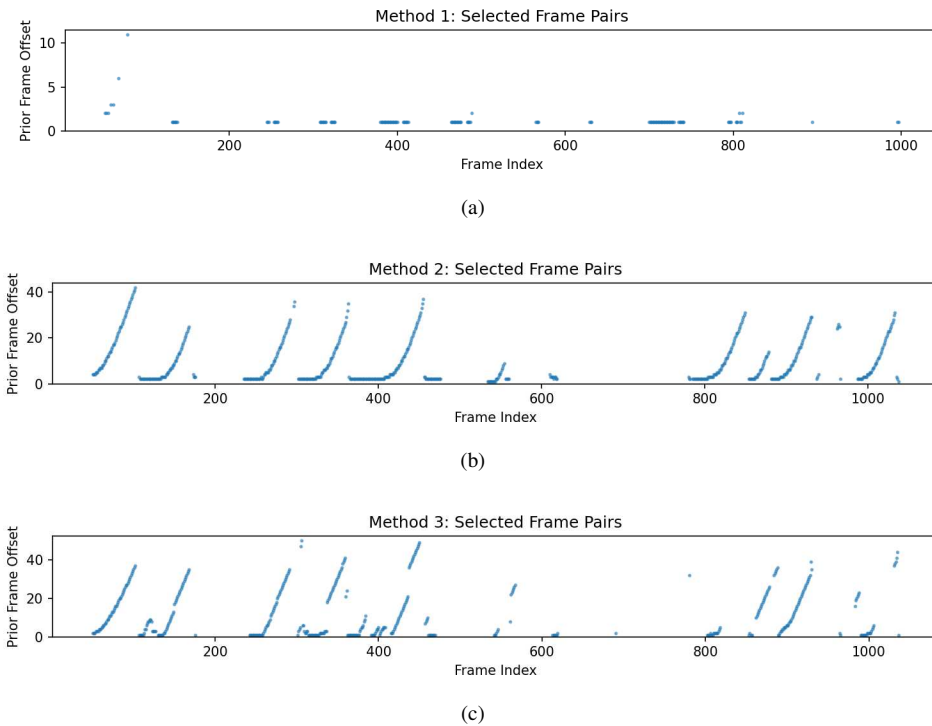 Method 1: Selected Frame Pairs
Prior Frame Offset
10
5
0
200 400 600 800 1000
Frame Index
(a)
Method 2: Selected Frame Pairs
Prior Frame Offset
40
20
0
200 400 600 800 1000
Frame Index
(b)
Method 3: Selected Frame Pairs
Prior Frame Offset
40
20
0
200 400 600 800 1000
Frame Index
(c)